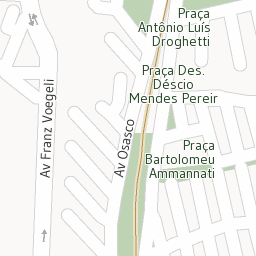 Praça
Antônio Luís
Droghetti
Praça Des.
Déscio
Mendes Pereir
Av Franz Voegeli
Av Osasco
Praça
Bartolomeu
Ammannati